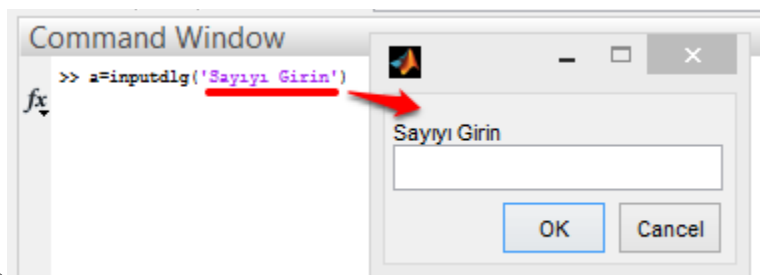 Command Window
>> a=inputdlg('Sayıyı Girin')
fx
Sayıyı Girin
OK
Cancel